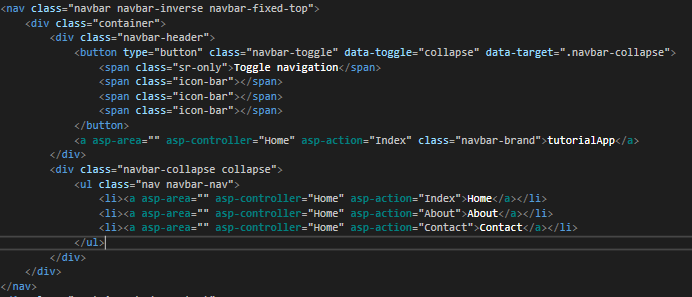 <nav class="navbar navbar-inverse navbar-fixed-top">
<div class="container">
<div class="navbar-header">
<button type="button" class="navbar-toggle" data-toggle="collapse" data-target=".navbar-collapse">
<span class="sr-only">Toggle navigation</span>
<span class="icon-bar"></span>
<span class="icon-bar"></span>
<span class="icon-bar"></span>
</button>
<a asp-area="" asp-controller="Home" asp-action="Index" class="navbar-brand">tutorialApp</a>
</div>
<div class="navbar-collapse collapse">
<ul class="nav navbar-nav">
<li><a asp-area="" asp-controller="Home" asp-action="Index">Home</a></li>
<li><a asp-area="" asp-controller="Home" asp-action="About">About</a></li>
<li><a asp-area="" asp-controller="Home" asp-action="Contact">Contact</a></li>
</ul>
</div>
</div>
</nav>